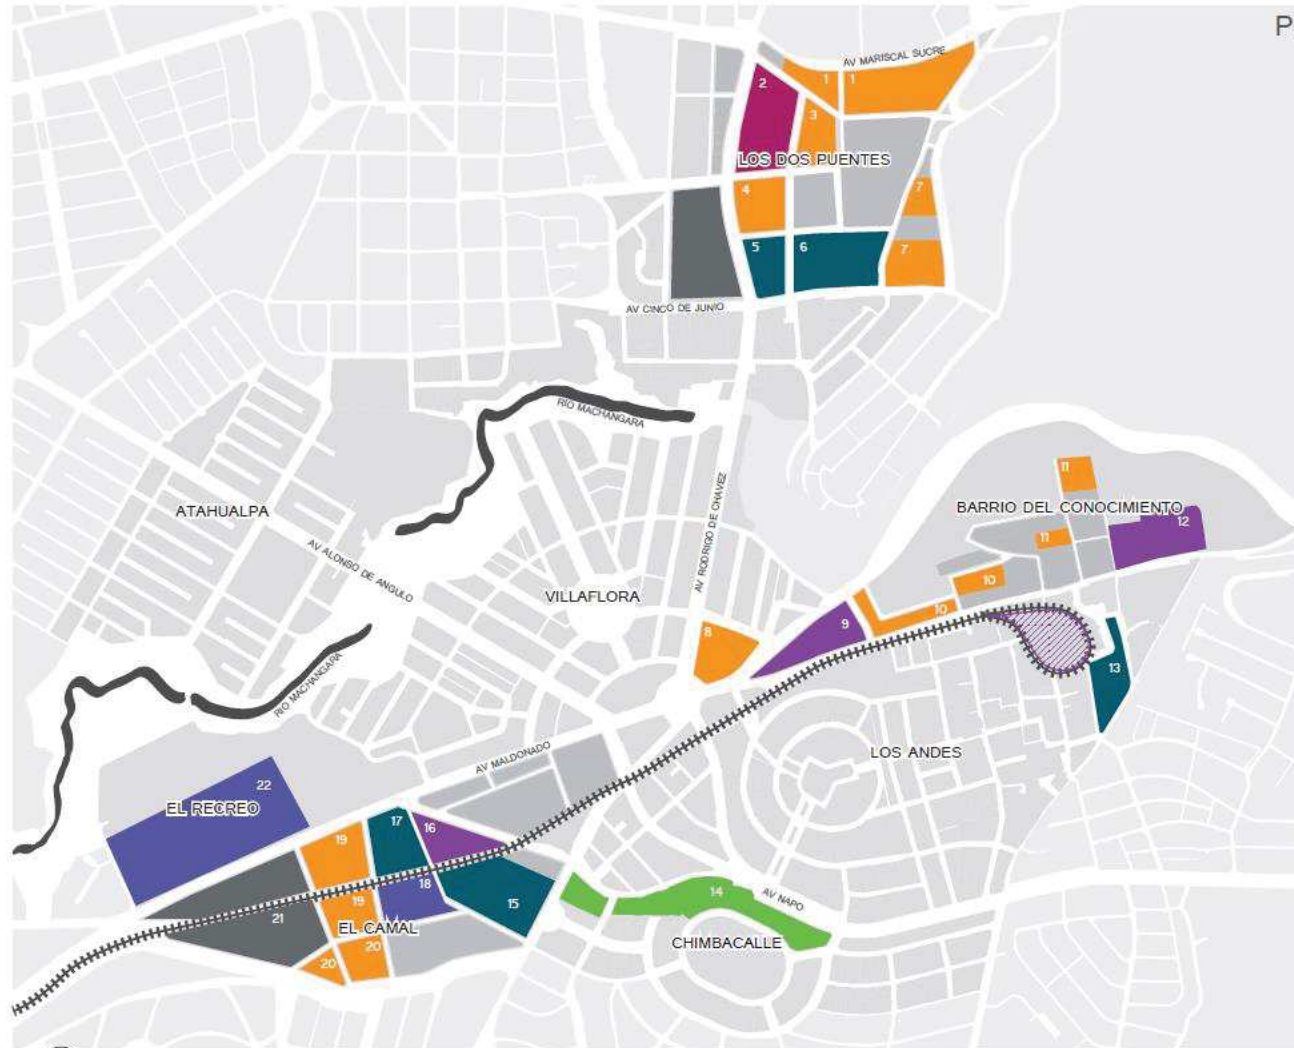 P
AV MARISCAL SUCRE
1
1
2
3
LOS DOS PUENTES
4
7
5
6
7
AV CINCO DE JUNIO
RIO MACHANGARA
11
BARRIO DEL CONOCIMIENTO
12
ATAHUALPA
11
AV ALONSO DE ANGULO
AV RODRIGO DE CHAVEZ
10
VILLAFLORA
10
8
9
13
RIO MACHANGARA
LOS ANDES
AV MALDONADO
22
EL RECREO
17
16
19
18
14
AV NAPO
19
15
21
EL CAMAL
CHIMBACALLE
20
20